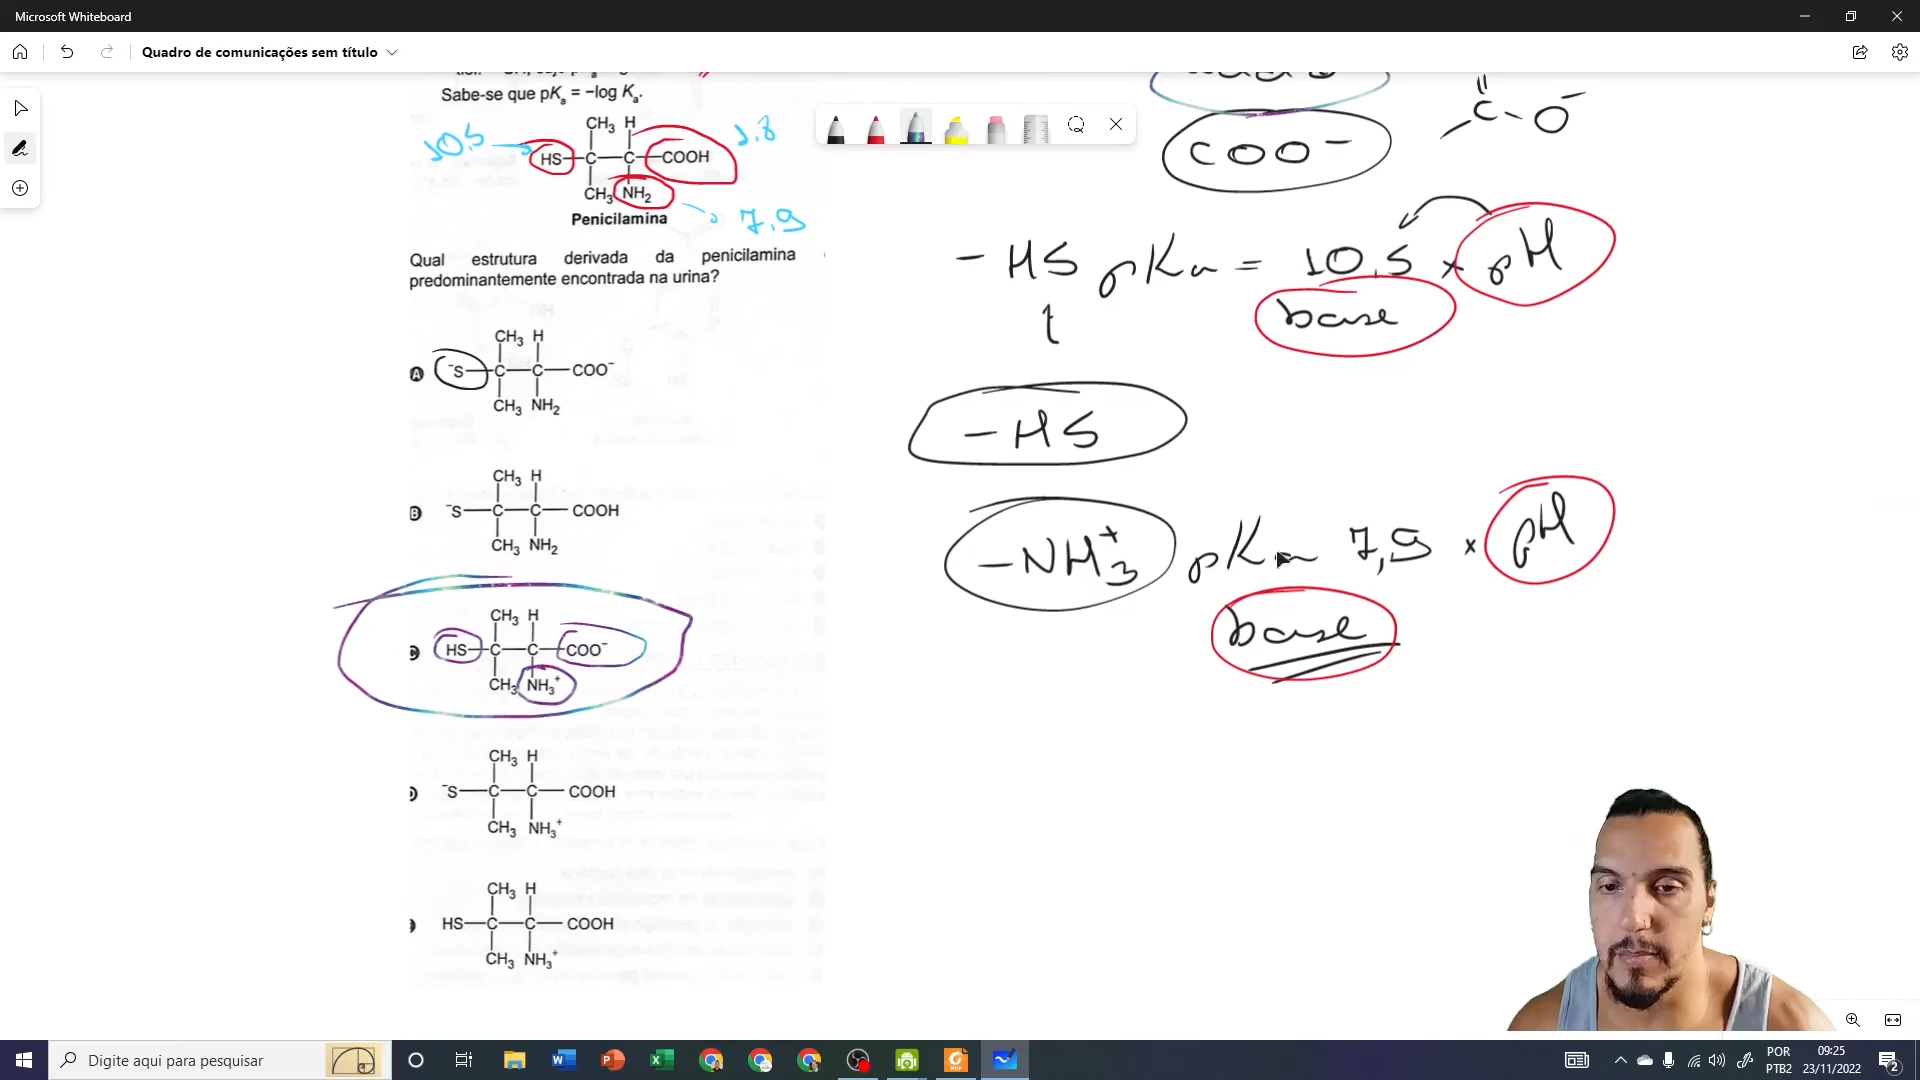 Microsoft Whiteboard
Quadro de comunicações sem título
Sabe-se que pKₐ = −log Kₐ.
CH₃ H
HS—C—C—COOH
CH₃ NH₂
Penicilamina
10.5
1.8
7.9
Qual estrutura derivada da penicilamina
predominantemente encontrada na urina?
A
CH₃ H
⁻S—C—C—COO⁻
CH₃ NH₂
B
CH₃ H
⁻S—C—C—COOH
CH₃ NH₂
C
CH₃ H
HS—C—C—COO⁻
CH₃ NH₃⁺
D
CH₃ H
⁻S—C—C—COOH
CH₃ NH₃⁺
CH₃ H
HS—C—C—COOH
CH₃ NH₃⁺
C-O⁻
COO⁻
- HS pKa = 10,5 × pH
base
- HS
- NH₃⁺ pKa 7,9 × pH
base
Digite aqui para pesquisar
POR
PTB2
09:25
23/11/2022
2